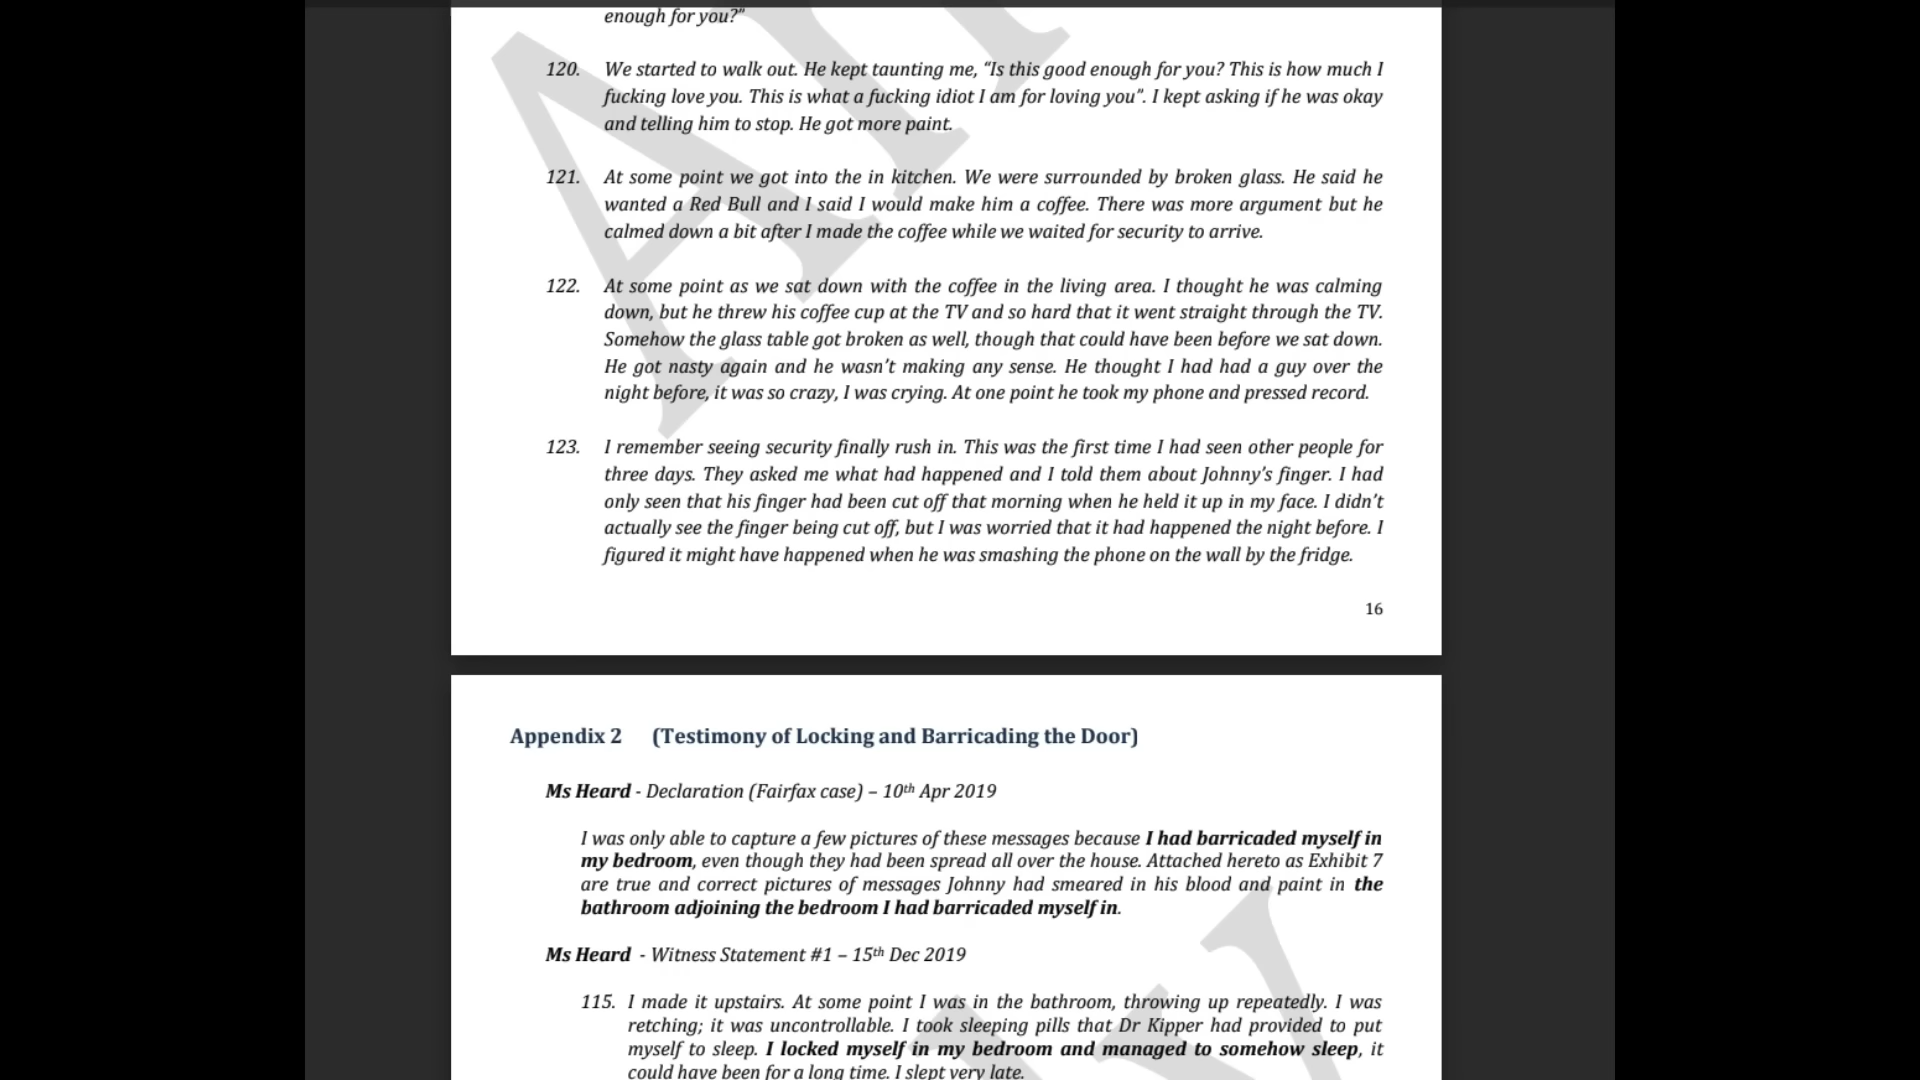 enough for you?”
120. We started to walk out. He kept taunting me, “Is this good enough for you? This is how much I
fucking love you. This is what a fucking idiot I am for loving you”. I kept asking if he was okay
and telling him to stop. He got more paint.
121. At some point we got into the in kitchen. We were surrounded by broken glass. He said he
wanted a Red Bull and I said I would make him a coffee. There was more argument but he
calmed down a bit after I made the coffee while we waited for security to arrive.
122. At some point as we sat down with the coffee in the living area. I thought he was calming
down, but he threw his coffee cup at the TV and so hard that it went straight through the TV.
Somehow the glass table got broken as well, though that could have been before we sat down.
He got nasty again and he wasn’t making any sense. He thought I had had a guy over the
night before, it was so crazy, I was crying. At one point he took my phone and pressed record.
123. I remember seeing security finally rush in. This was the first time I had seen other people for
three days. They asked me what had happened and I told them about Johnny’s finger. I had
only seen that his finger had been cut off that morning when he held it up in my face. I didn’t
actually see the finger being cut off, but I was worried that it had happened the night before. I
figured it might have happened when he was smashing the phone on the wall by the fridge.
16
Appendix 2 (Testimony of Locking and Barricading the Door)
Ms Heard - Declaration (Fairfax case) – 10th Apr 2019
I was only able to capture a few pictures of these messages because I had barricaded myself in
my bedroom, even though they had been spread all over the house. Attached hereto as Exhibit 7
are true and correct pictures of messages Johnny had smeared in his blood and paint in the
bathroom adjoining the bedroom I had barricaded myself in.
Ms Heard - Witness Statement #1 – 15th Dec 2019
115. I made it upstairs. At some point I was in the bathroom, throwing up repeatedly. I was
retching; it was uncontrollable. I took sleeping pills that Dr Kipper had provided to put
myself to sleep. I locked myself in my bedroom and managed to somehow sleep, it
could have been for a long time. I slept very late.